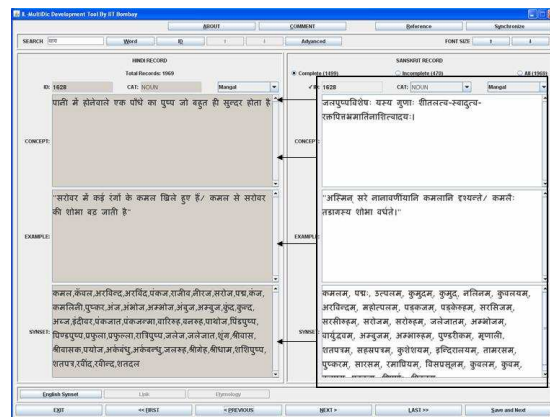 8. MultiDic Development Tool By IIT Bombay
ABOUT COMMENT Reference Synchronize
SEARCH Word ID Advanced FONT SIZE
HINDI RECORD SANSKRIT RECORD
Total Records: 1969 Complete (1499) Incomplete (470) All (1969)
ID: 1628 CAT: NOUN Mangal ID: 1628 CAT: NOUN Mangal
CONCEPT:
पानी में होनेवाले एक पौधे का पुष्प जो बहुत ही सुन्दर होता है
CONCEPT:
जलपुष्पविशेषः यस्य गुणाः शीतलत्व-स्वादुत्व-
रक्तपित्तभ्रमार्तिनाशित्वादयः।
EXAMPLE:
"सरोवर में कई रंगों के कमल खिले हुए हैं/ कमल से सरोवर
की शोभा बढ जाती है"
EXAMPLE:
"अस्मिन् सरे नानावर्णीयानि कमलानि दृश्यन्ते/ कमलैः
तडागस्य शोभा वर्धते।"
SYNSET:
कमल,कँवल,अरविन्द,अरविंद,पंकज,राजीव,नीरज,सरोज,पद्म,कंज,
कमलिनी,पुष्कर,अंज,अंभोज,अम्भोज,अंबुज,अम्बुज,कुंद,कुन्द,
अब्ज,इंदीवर,पंकजात,पंकजन्मा,वारिरुह,वनरुह,पाथोज,पिंडपुष्प,
पिण्डपुष्प,प्रफुला,प्रफुल्ला,रात्रिपुष्प,जलेज,जलेजात,शृंग,श्रीवास,
श्रीवासक,पयोज,अर्कबंधु,अर्कबन्धु,जलरुह,श्रीगेह,श्रीधाम,शशिपुष्प,
शतपत्र,रवींद,रवीन्द,शतदल
SYNSET:
कमलम्, पद्मः, उत्पलम्, कुमुदम्, कुमुद्, नलिनम्, कुवलयम्,
अरविन्दम्, महोत्पलम्, पङ्कजम्, पङ्केरुहम्, सरसिजम्,
सरसीरुहम्, सरोजम्, सरोरुहम्, जलेजातम्, अम्भोजम्,
वार्युद्भवम्, अम्बुजम्, अम्भारुहम्, पुण्डरीकम्, मृणाली,
शतपत्रम्, सहस्रपत्रम्, कुशेशयम्, इन्दिरालयम्, तामरसम्,
पुष्करम्, सारसम्, रमाप्रियम्, विसप्रसूनम्, कुवलम्, कुवम्,
English Synset Link Etymology
EXIT << FIRST < PREVIOUS NEXT > LAST >> Save and Next